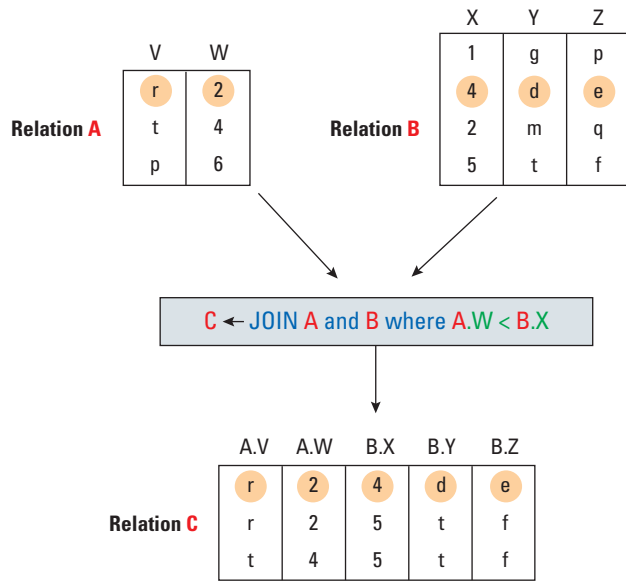 X Y Z
V W
1 g p
r 2
4 d e
Relation A
t 4
Relation B
2 m q
p 6
5 t f
C ← JOIN A and B where A.W < B.X
A.V A.W B.X B.Y B.Z
r 2 4 d e
Relation C
r 2 5 t f
t 4 5 t f